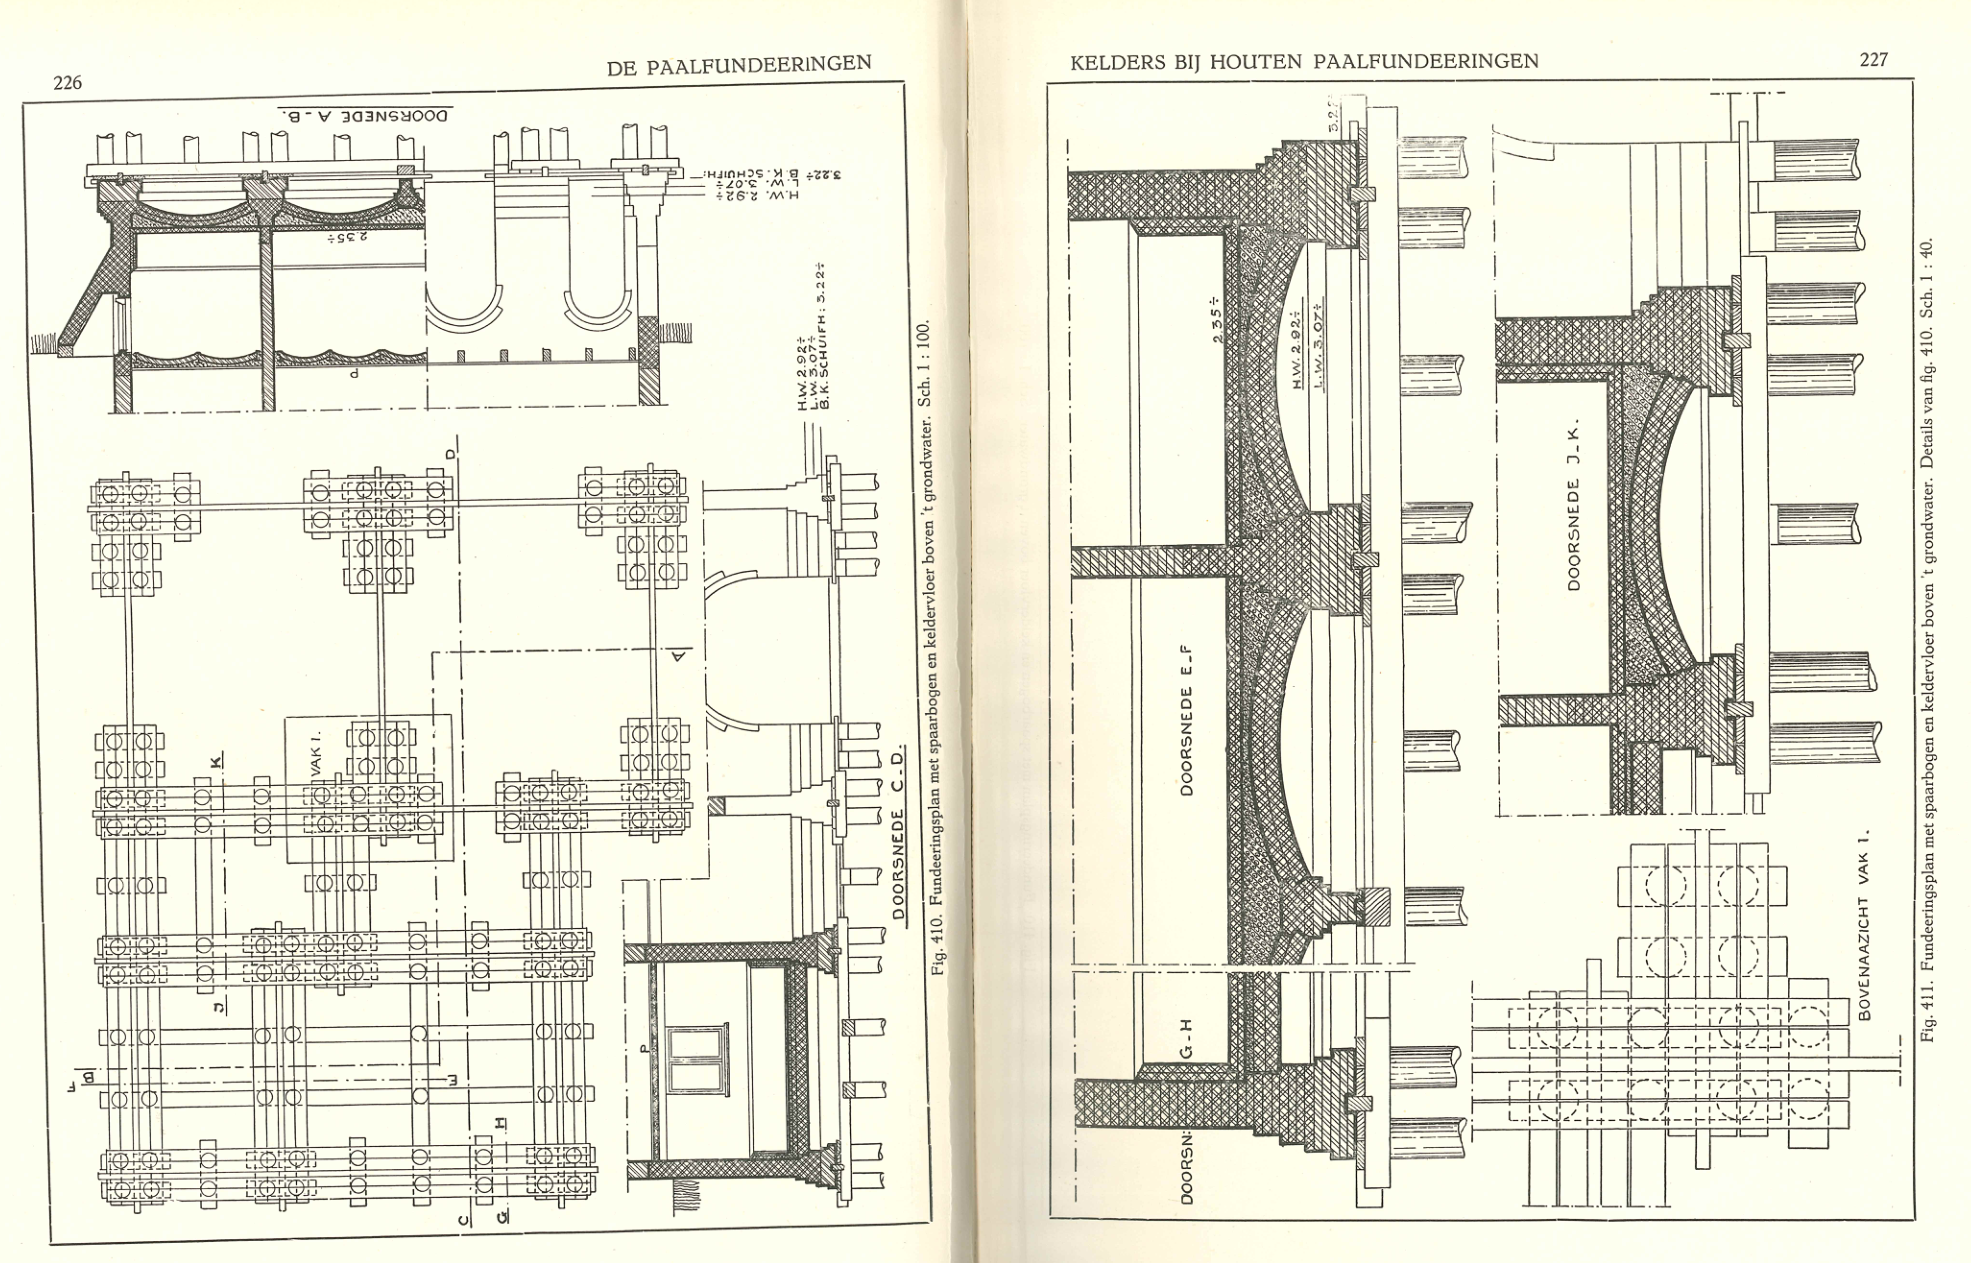 226
DE PAALFUNDEERINGEN
DOORSNEDE A-B.
3.22÷
B.K. SCHUIFH:
L.W. 3.07÷
H.W. 2.92÷
2.35÷
P
H.W. 2.92÷
L.W. 3.07÷
B.K. SCHUIFH: 3.22÷
D
A
K
VAK I.
J
B
F
E
H
C
G
P
DOORSNEDE C-D.
Fig. 410. Fundeeringsplan met spaarbogen en keldervloer boven 't grondwater. Sch. 1 : 100.
KELDERS BIJ HOUTEN PAALFUNDEERINGEN
227
2.35÷
H.W. 2.92÷
L.W. 3.07÷
DOORSNEDE E-F
DOORSN: G-H
DOORSNEDE J-K.
BOVENAAZICHT VAK I.
Fig. 411. Fundeeringsplan met spaarbogen en keldervloer boven 't grondwater. Details van fig. 410. Sch. 1 : 40.